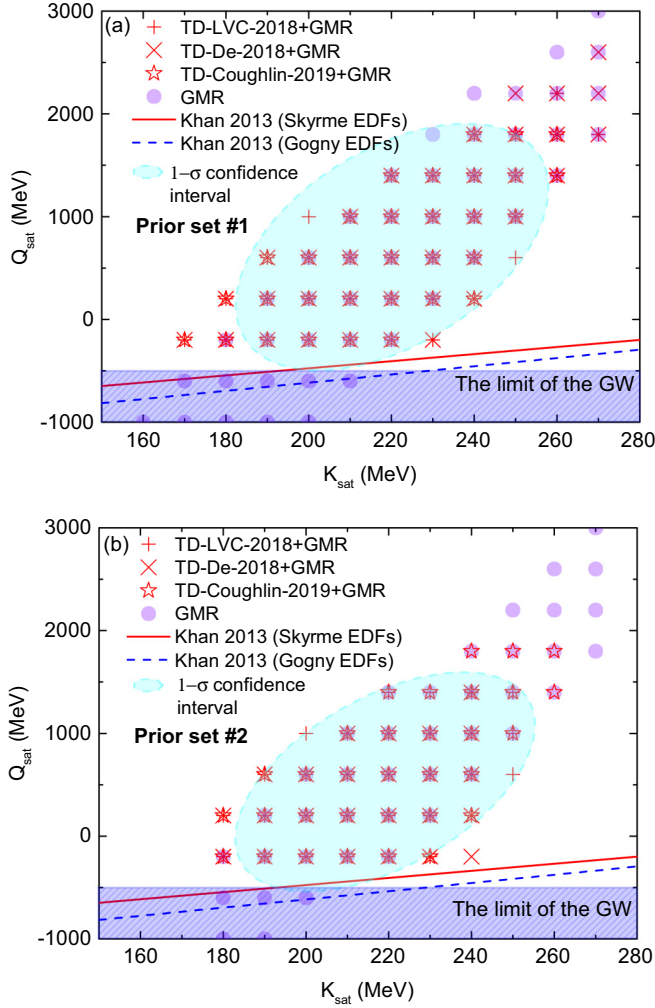 (a)
TD-LVC-2018+GMR
TD-De-2018+GMR
TD-Coughlin-2019+GMR
GMR
Khan 2013 (Skyrme EDFs)
Khan 2013 (Gogny EDFs)
1−σ confidence
interval
Prior set #1
The limit of the GW
3000
2000
1000
0
-1000
Q_sat (MeV)
160 180 200 220 240 260 280
K_sat (MeV)
(b)
TD-LVC-2018+GMR
TD-De-2018+GMR
TD-Coughlin-2019+GMR
GMR
Khan 2013 (Skyrme EDFs)
Khan 2013 (Gogny EDFs)
1−σ confidence
interval
Prior set #2
The limit of the GW
3000
2000
1000
0
-1000
Q_sat (MeV)
160 180 200 220 240 260 280
K_sat (MeV)